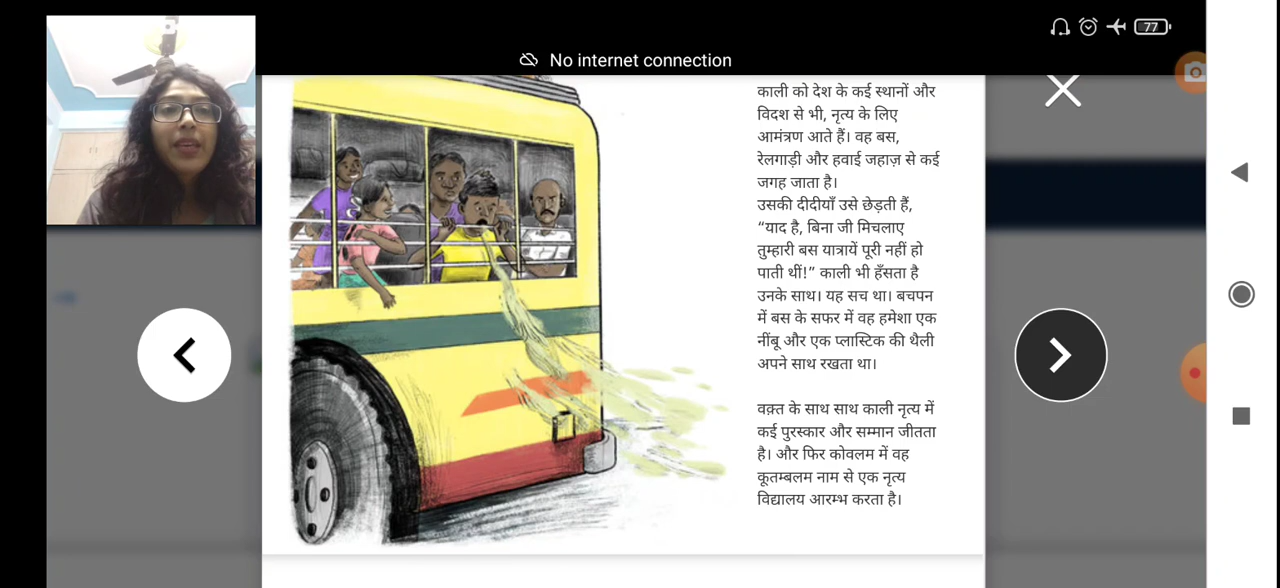 77
No internet connection
काली को देश के कई स्थानों और
विदश से भी, नृत्य के लिए
आमंत्रण आते हैं। वह बस,
रेलगाड़ी और हवाई जहाज़ से कई
जगह जाता है।
उसकी दीदीयाँ उसे छेड़ती हैं,
“याद है, बिना जी मिचलाए
तुम्हारी बस यात्रायें पूरी नहीं हो
पाती थीं!” काली भी हँसता है
उनके साथ। यह सच था। बचपन
में बस के सफर में वह हमेशा एक
नींबू और एक प्लास्टिक की थैली
अपने साथ रखता था।
वक़्त के साथ साथ काली नृत्य में
कई पुरस्कार और सम्मान जीतता
है। और फिर कोवलम में वह
कूतम्बलम नाम से एक नृत्य
विद्यालय आरम्भ करता है।